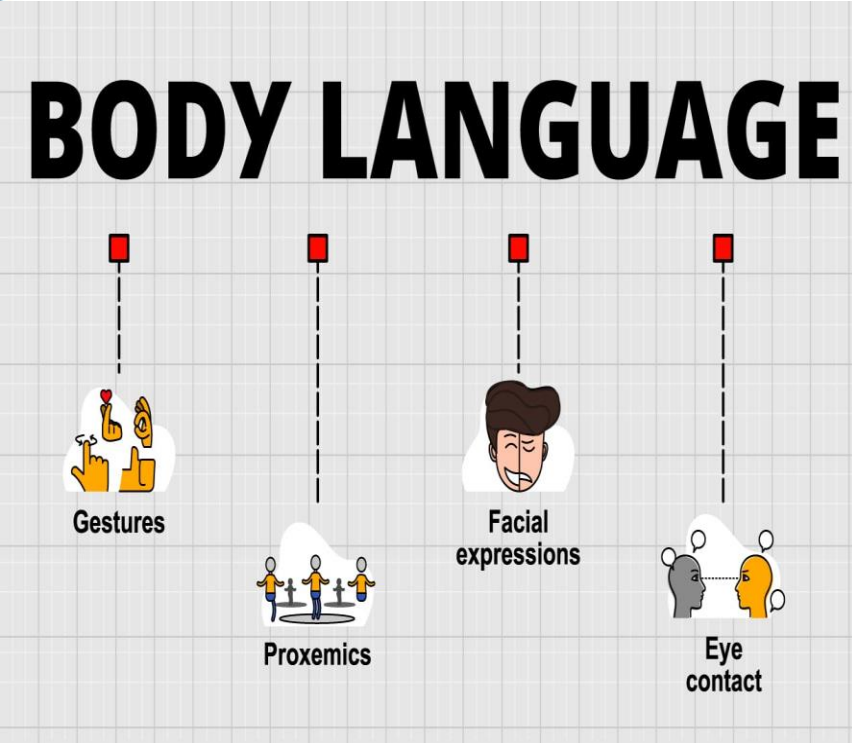 BODY LANGUAGE
Gestures
Proxemics
Facial
expressions
Eye
contact